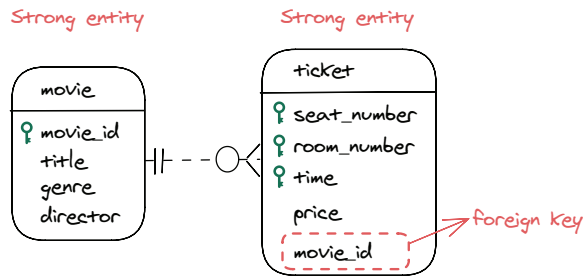 Strong entity
Strong entity
movie
movie_id
title
genre
director
ticket
seat_number
room_number
time
price
movie_id
foreign key